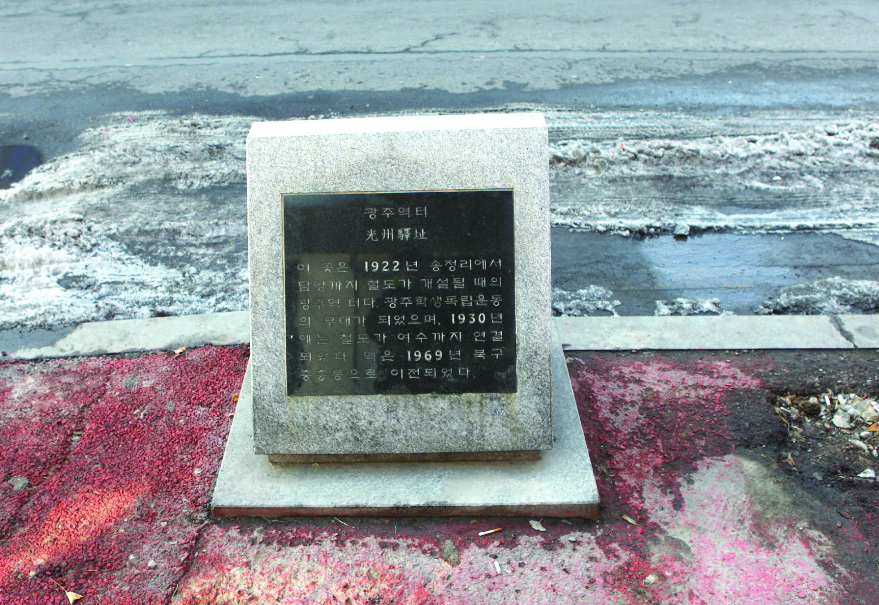 광주역터
光州驛址
이 곳은 1922년 송정리에서
담양까지 철도가 개설될 때의
광주역 터다. 광주학생독립운동
의 무대가 되었으며, 1930년
에는 철도가 여수까지 연결
되었다 역은 1969년 북구
중흥동으로 이전되었다.